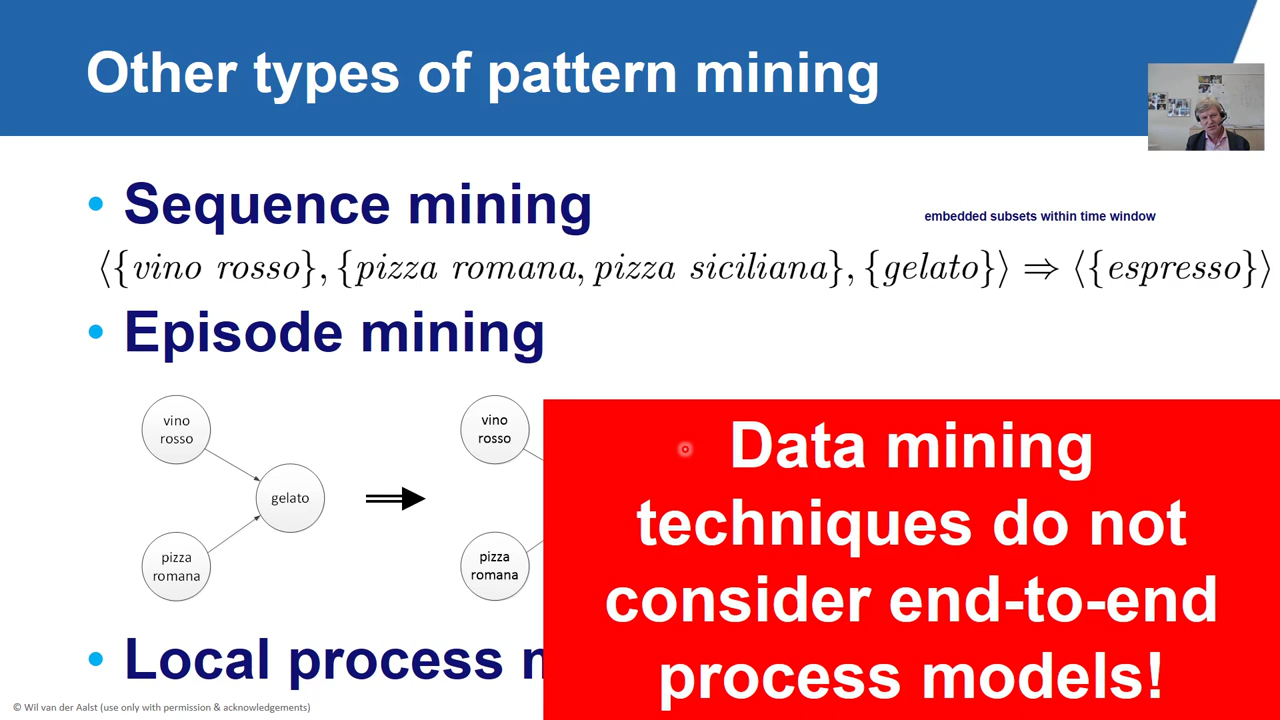 Other types of pattern mining
• Sequence mining
embedded subsets within time window
⟨{vino rosso}, {pizza romana, pizza siciliana}, {gelato}⟩ ⇒ ⟨{espresso}⟩
• Episode mining
vino
rosso
gelato
pizza
romana
vino
rosso
pizza
romana
• Local process
Data mining
techniques do not
consider end-to-end
process models!
© Wil van der Aalst (use only with permission & acknowledgements)